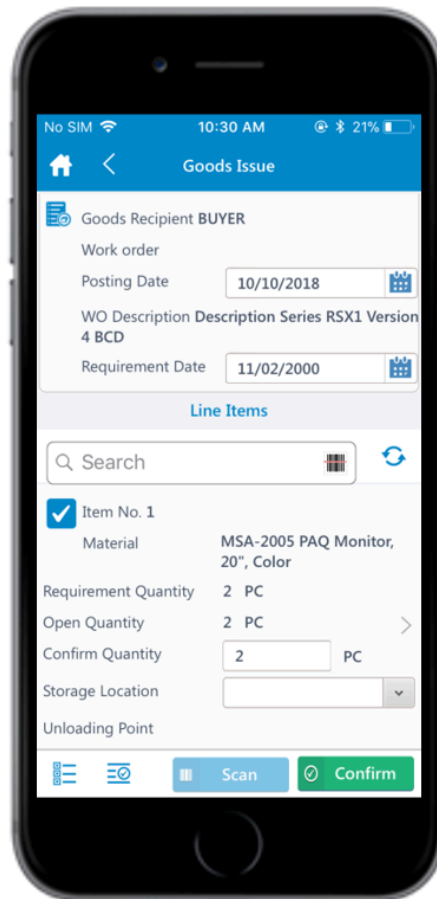 No SIM 10:30 AM 21%
Goods Issue
Goods Recipient BUYER
Work order
Posting Date 10/10/2018
WO Description Description Series RSX1 Version
4 BCD
Requirement Date 11/02/2000
Line Items
Search
Item No. 1
Material MSA-2005 PAQ Monitor,
20", Color
Requirement Quantity 2 PC
Open Quantity 2 PC
Confirm Quantity 2 PC
Storage Location
Unloading Point
Scan Confirm